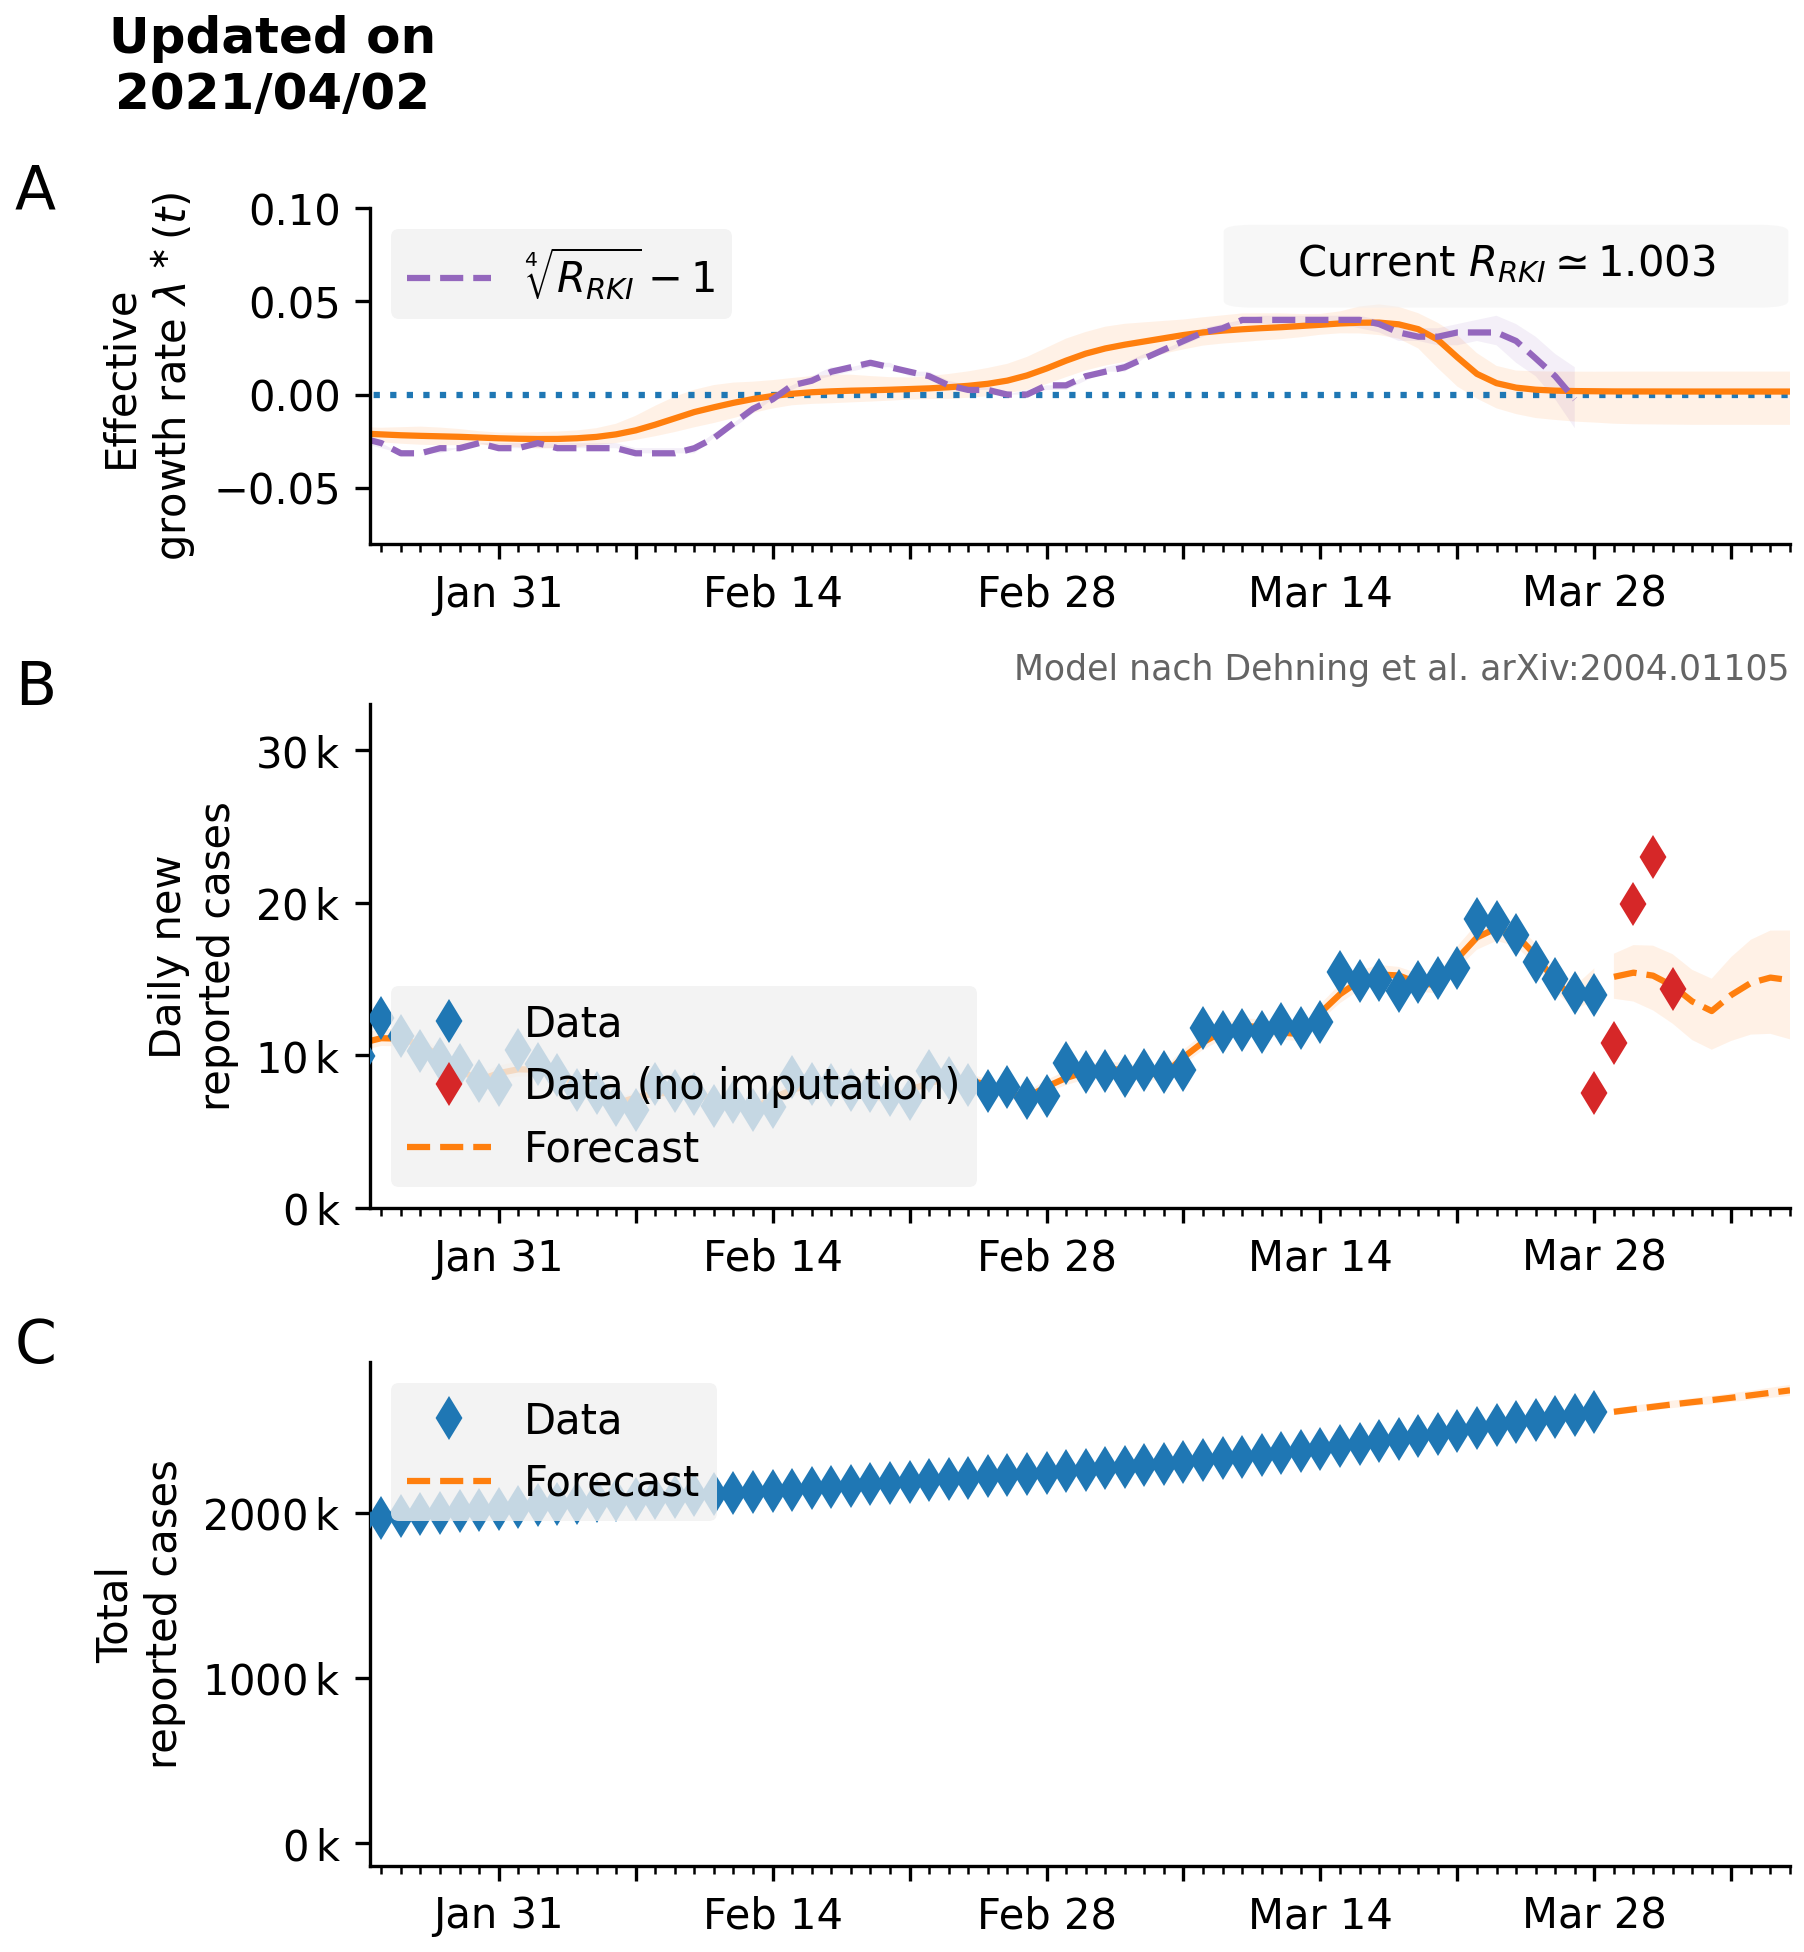 Updated on
2021/04/02
A
Effective
growth rate λ * (t)
0.10
0.05
0.00
−0.05
∜R_RKI − 1
Current R_RKI ≃ 1.003
Jan 31
Feb 14
Feb 28
Mar 14
Mar 28
Model nach Dehning et al. arXiv:2004.01105
B
Daily new
reported cases
30 k
20 k
10 k
0 k
Data
Data (no imputation)
Forecast
Jan 31
Feb 14
Feb 28
Mar 14
Mar 28
C
Total
reported cases
2000 k
1000 k
0 k
Data
Forecast
Jan 31
Feb 14
Feb 28
Mar 14
Mar 28